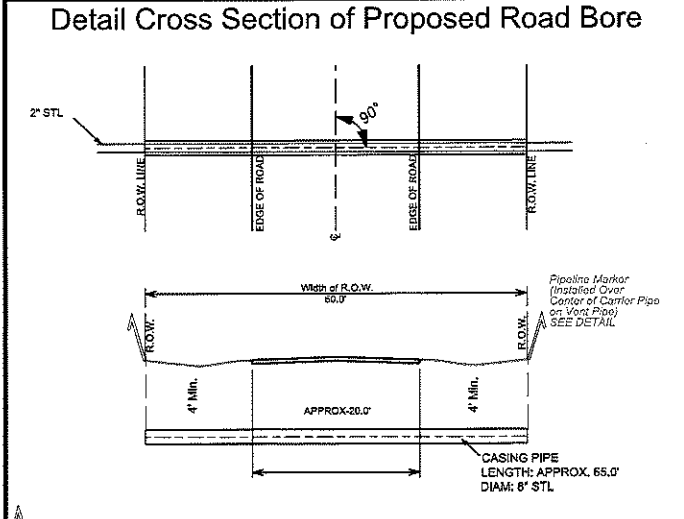 Detail Cross Section of Proposed Road Bore
90°
2" STL
R.O.W. LINE
EDGE OF ROAD
EDGE OF ROAD
R.O.W. LINE
℄
Width of R.O.W.
60.0'
Pipeline Marker
(Installed Over
Center of Carrier Pipe
on Vent Pipe)
SEE DETAIL
R.O.W.
R.O.W.
4' Min.
4' Min.
APPROX-20.0'
CASING PIPE
LENGTH: APPROX. 65.0'
DIAM: 6" STL